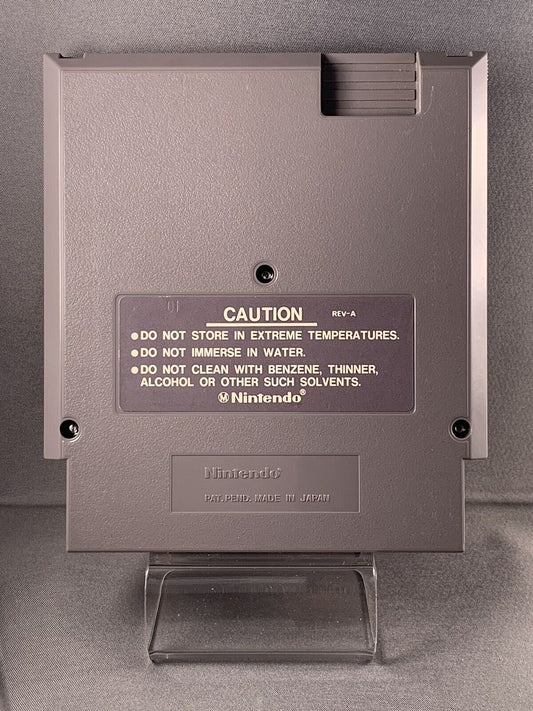 01
CAUTION REV-A
●DO NOT STORE IN EXTREME TEMPERATURES.
●DO NOT IMMERSE IN WATER.
●DO NOT CLEAN WITH BENZENE, THINNER,
ALCOHOL OR OTHER SUCH SOLVENTS.
Ⓜ Nintendo®
Nintendo®
PAT. PEND. MADE IN JAPAN